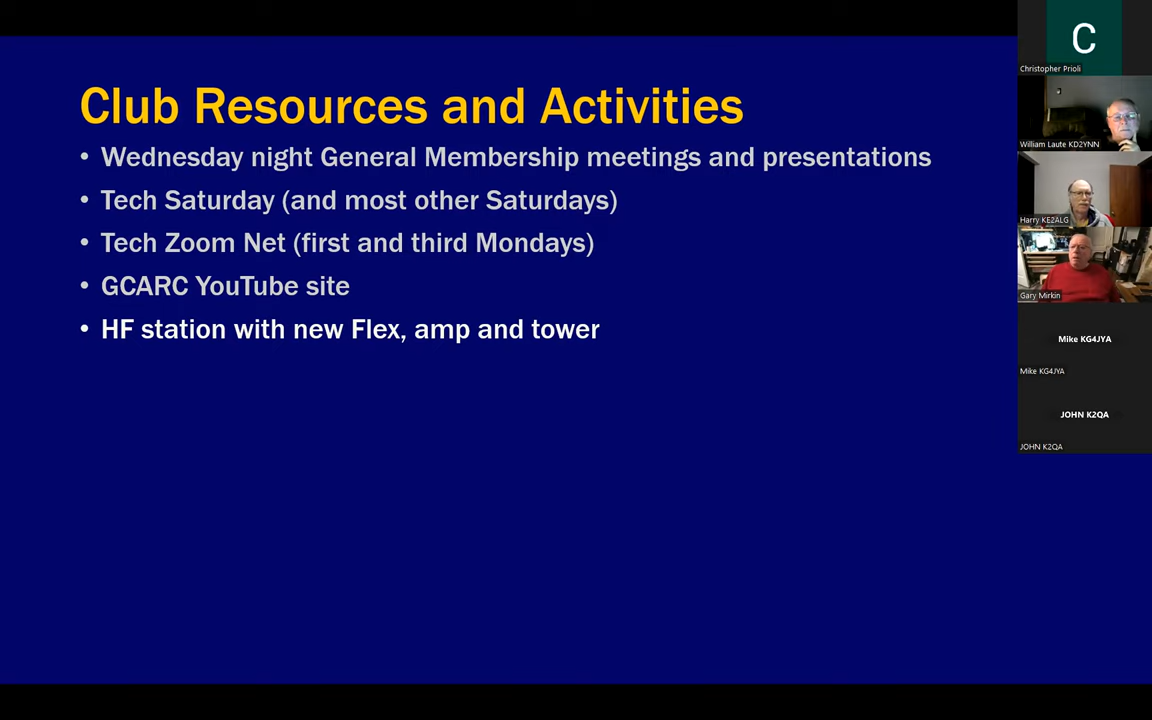 Club Resources and Activities
• Wednesday night General Membership meetings and presentations
• Tech Saturday (and most other Saturdays)
• Tech Zoom Net (first and third Mondays)
• GCARC YouTube site
• HF station with new Flex, amp and tower
C
Christopher Prioli
William Laute KD2YNN
Harry KE2ALG
Gary Mirkin
Mike KG4JYA
Mike KG4JYA
JOHN K2QA
JOHN K2QA